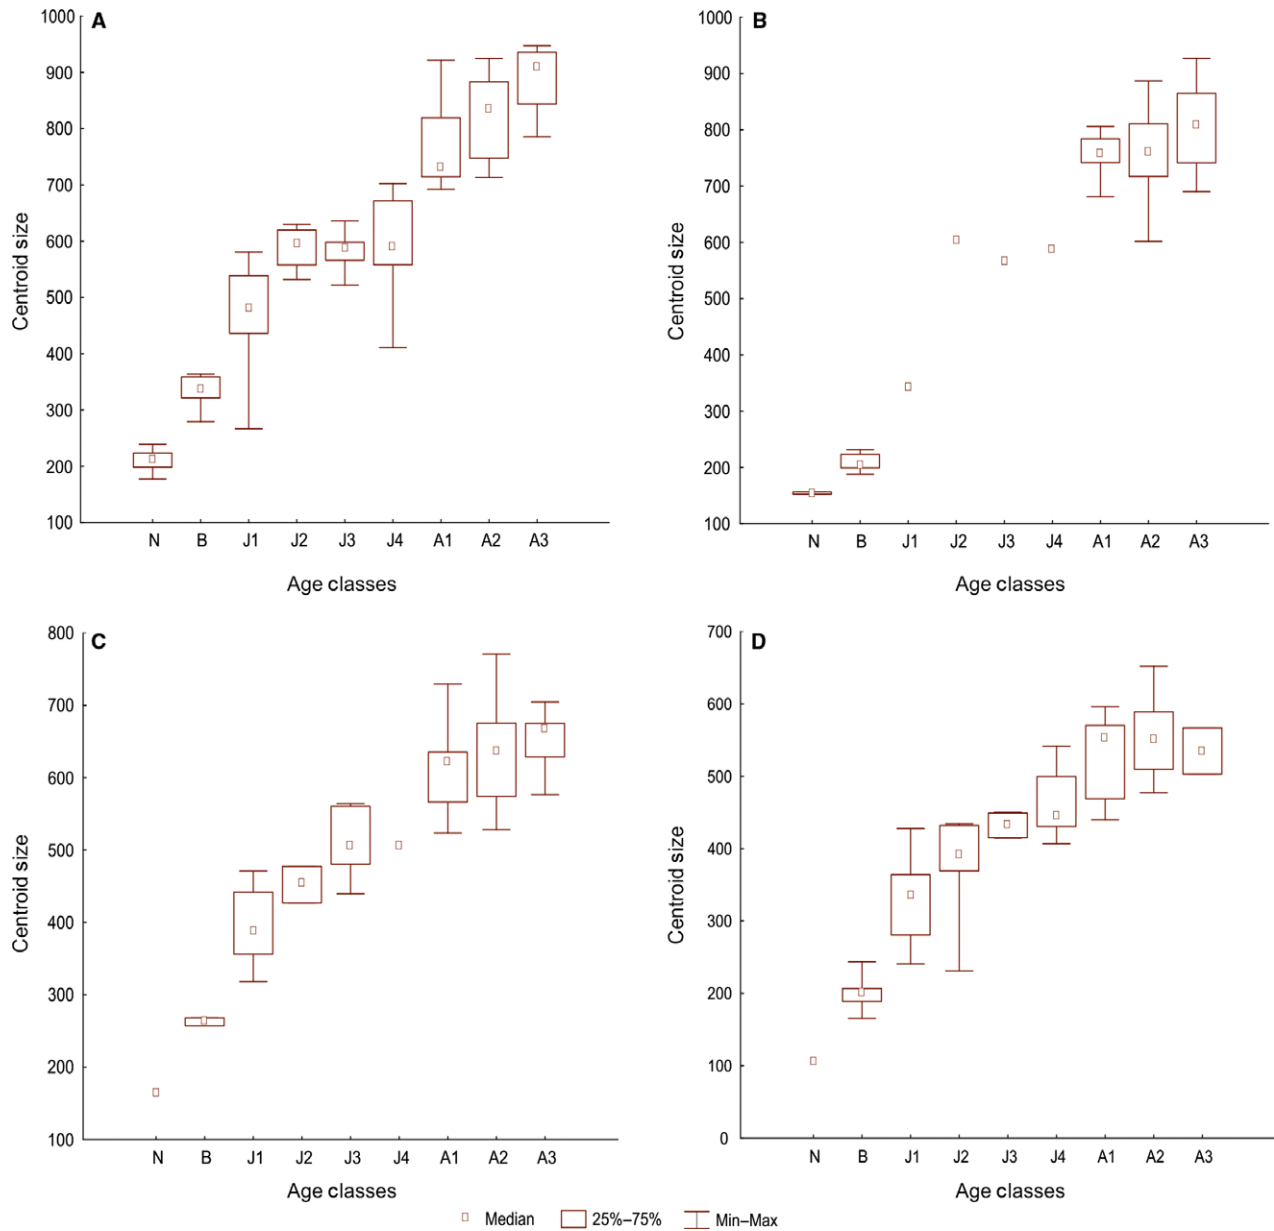 A
1000
900
800
700
600
500
400
300
200
100
Centroid size
N B J1 J2 J3 J4 A1 A2 A3
Age classes
B
1000
900
800
700
600
500
400
300
200
100
Centroid size
N B J1 J2 J3 J4 A1 A2 A3
Age classes
C
800
700
600
500
400
300
200
100
Centroid size
N B J1 J2 J3 J4 A1 A2 A3
Age classes
D
700
600
500
400
300
200
100
0
Centroid size
N B J1 J2 J3 J4 A1 A2 A3
Age classes
Median 25%–75% Min–Max